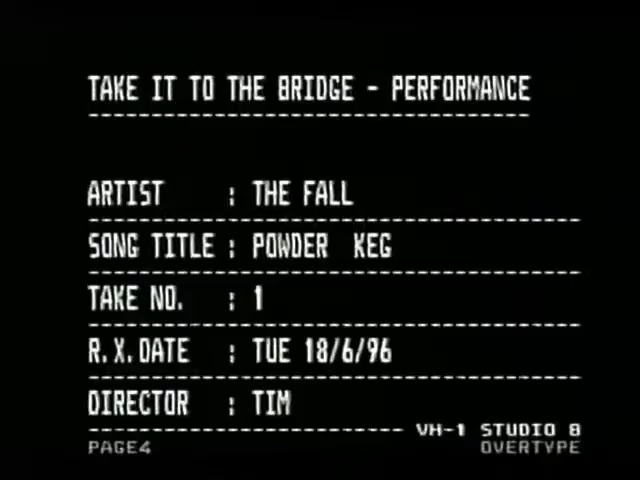 TAKE IT TO THE BRIDGE - PERFORMANCE
ARTIST : THE FALL
SONG TITLE : POWDER KEG
TAKE NO. : 1
R.X.DATE : TUE 18/6/96
DIRECTOR : TIM
VH-1 STUDIO 8
PAGE4 OVERTYPE